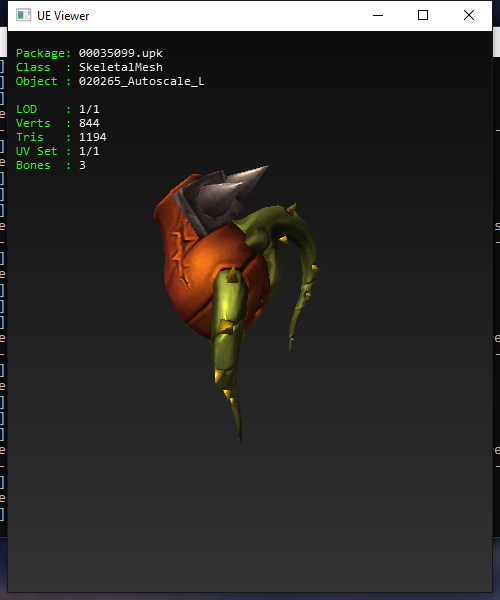 UE Viewer
Package: 00035099.upk
Class : SkeletalMesh
Object : 020265_Autoscale_L
LOD : 1/1
Verts : 844
Tris : 1194
UV Set : 1/1
Bones : 3